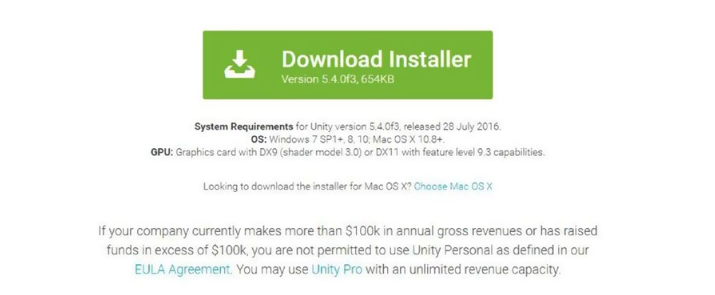 Download Installer
Version 5.4.0f3, 654KB
System Requirements for Unity version 5.4.0f3, released 28 July 2016.
OS: Windows 7 SP1+, 8, 10; Mac OS X 10.8+.
GPU: Graphics card with DX9 (shader model 3.0) or DX11 with feature level 9.3 capabilities.
Looking to download the installer for Mac OS X? Choose Mac OS X
If your company currently makes more than $100k in annual gross revenues or has raised
funds in excess of $100k, you are not permitted to use Unity Personal as defined in our
EULA Agreement. You may use Unity Pro with an unlimited revenue capacity.